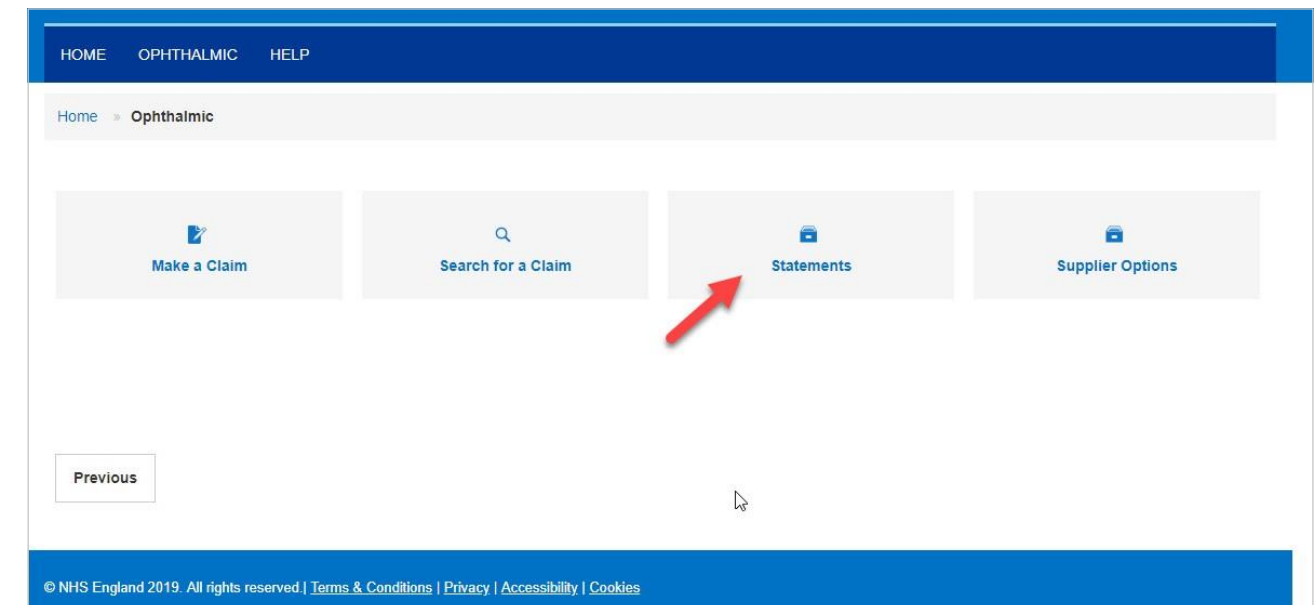 HOME OPHTHALMIC HELP
Home » Ophthalmic
Make a Claim
Search for a Claim
Statements
Supplier Options
Previous
© NHS England 2019. All rights reserved.| Terms & Conditions | Privacy | Accessibility | Cookies